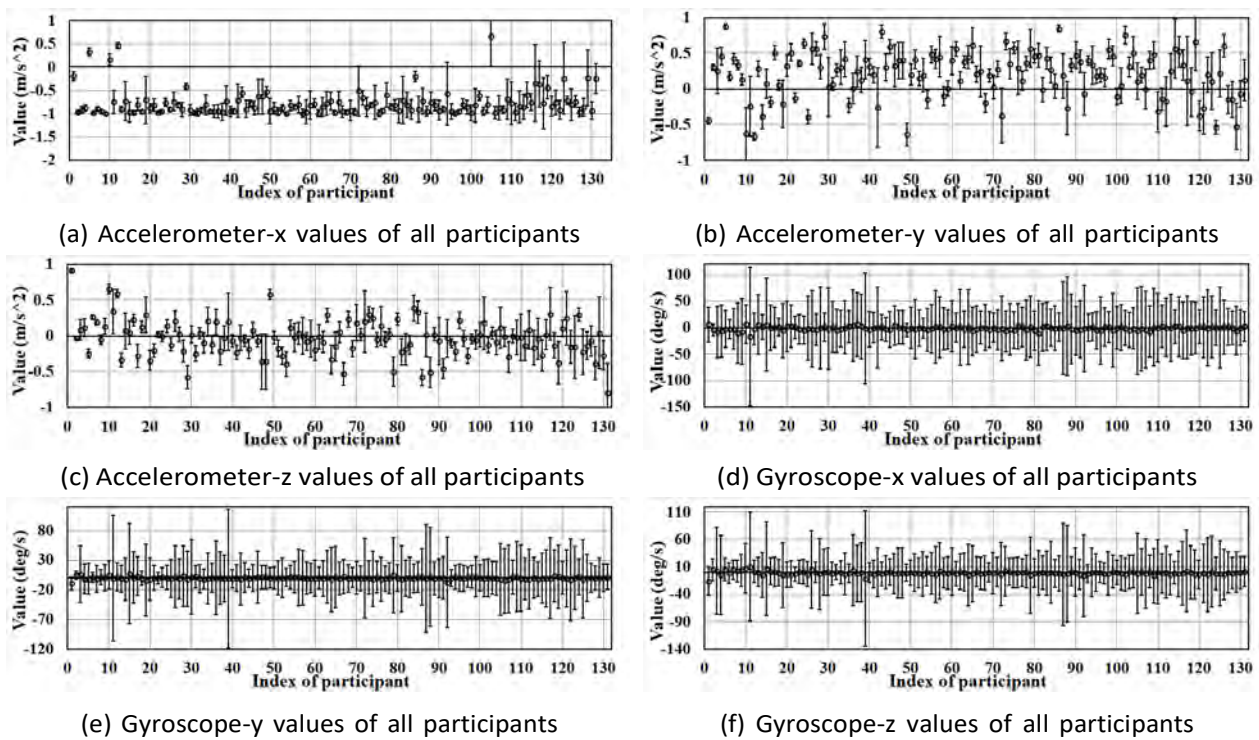 1
0.5
0
-0.5
-1
-1.5
-2
Value (m/s^2)
0 10 20 30 40 50 60 70 80 90 100 110 120 130
Index of participant
(a) Accelerometer-x values of all participants
1
0.5
0
-0.5
-1
Value (m/s^2)
0 10 20 30 40 50 60 70 80 90 100 110 120 130
Index of participant
(b) Accelerometer-y values of all participants
1
0.5
0
-0.5
-1
Value (m/s^2)
0 10 20 30 40 50 60 70 80 90 100 110 120 130
Index of participant
(c) Accelerometer-z values of all participants
100
50
0
-50
-100
-150
Value (deg/s)
0 10 20 30 40 50 60 70 80 90 100 110 120 130
Index of participant
(d) Gyroscope-x values of all participants
80
30
-20
-70
-120
Value (deg/s)
0 10 20 30 40 50 60 70 80 90 100 110 120 130
Index of participant
(e) Gyroscope-y values of all participants
110
60
10
-40
-90
-140
Value (deg/s)
0 10 20 30 40 50 60 70 80 90 100 110 120 130
Index of participant
(f) Gyroscope-z values of all participants